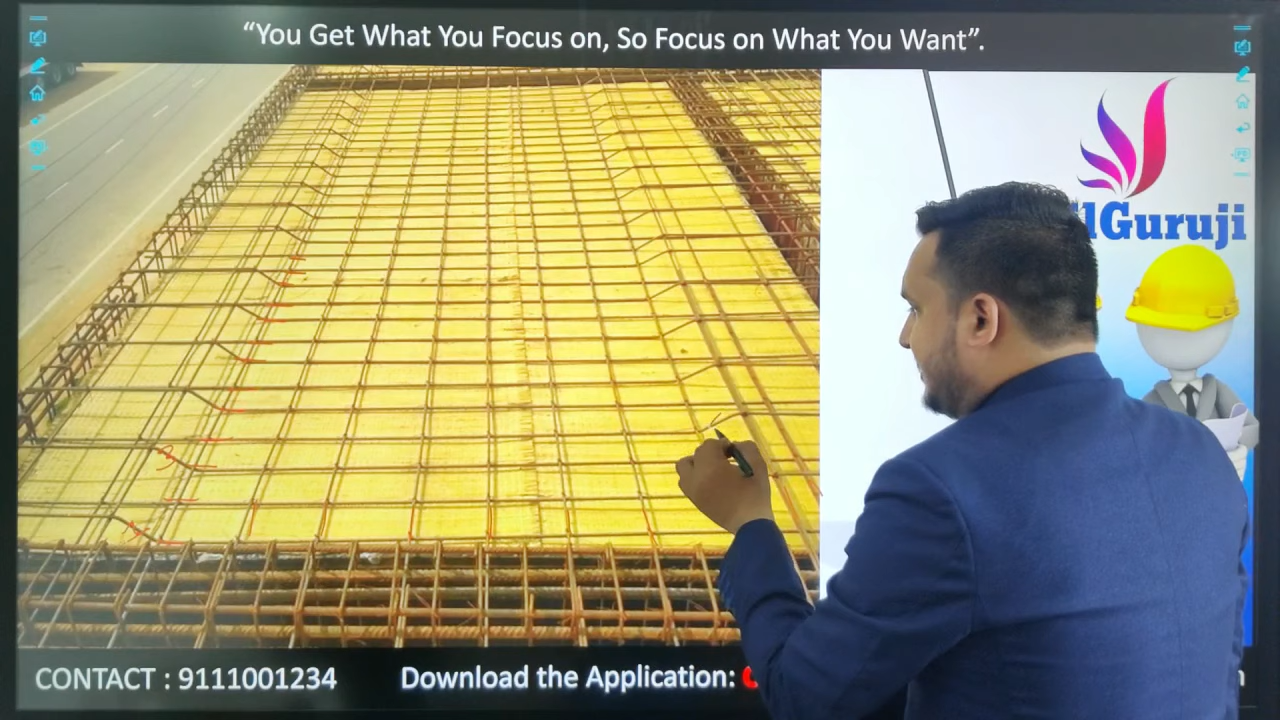 “You Get What You Focus on, So Focus on What You Want”.
lGuruji
CONTACT : 9111001234
Download the Application: